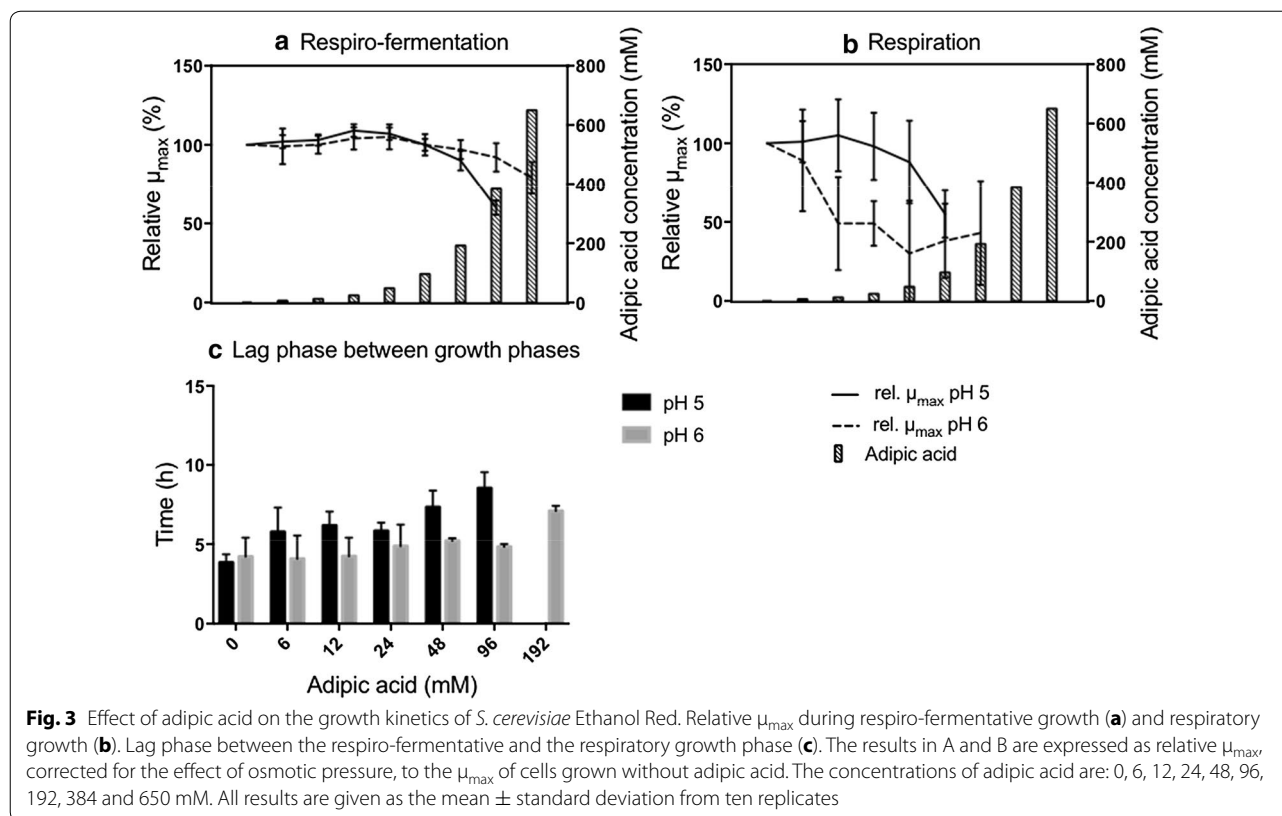 a Respiro-fermentation
b Respiration
150
100
50
0
Relative μmax (%)
800
600
400
200
0
Adipic acid concentration (mM)
150
100
50
0
Relative μmax (%)
800
600
400
200
0
Adipic acid concentration (mM)
c Lag phase between growth phases
15
10
5
0
Time (h)
0 6 12 24 48 96 192
Adipic acid (mM)
pH 5
pH 6
rel. μmax pH 5
rel. μmax pH 6
Adipic acid
Fig. 3 Effect of adipic acid on the growth kinetics of S. cerevisiae Ethanol Red. Relative μmax during respiro-fermentative growth (a) and respiratory
growth (b). Lag phase between the respiro-fermentative and the respiratory growth phase (c). The results in A and B are expressed as relative μmax,
corrected for the effect of osmotic pressure, to the μmax of cells grown without adipic acid. The concentrations of adipic acid are: 0, 6, 12, 24, 48, 96,
192, 384 and 650 mM. All results are given as the mean ± standard deviation from ten replicates